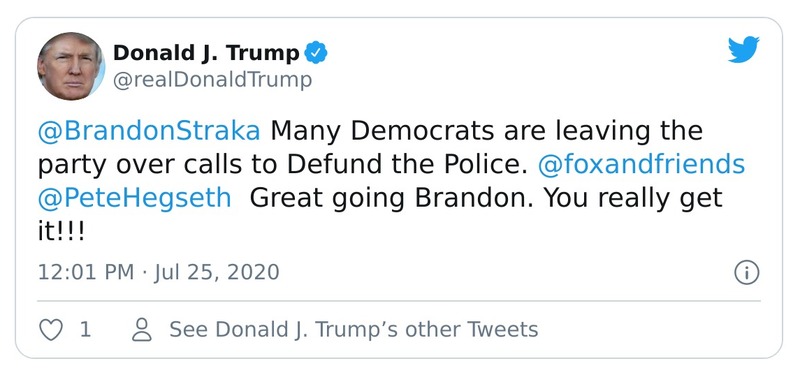 Donald J. Trump
@realDonaldTrump
@BrandonStraka Many Democrats are leaving the
party over calls to Defund the Police. @foxandfriends
@PeteHegseth  Great going Brandon. You really get
it!!!
12:01 PM · Jul 25, 2020
1 See Donald J. Trump’s other Tweets